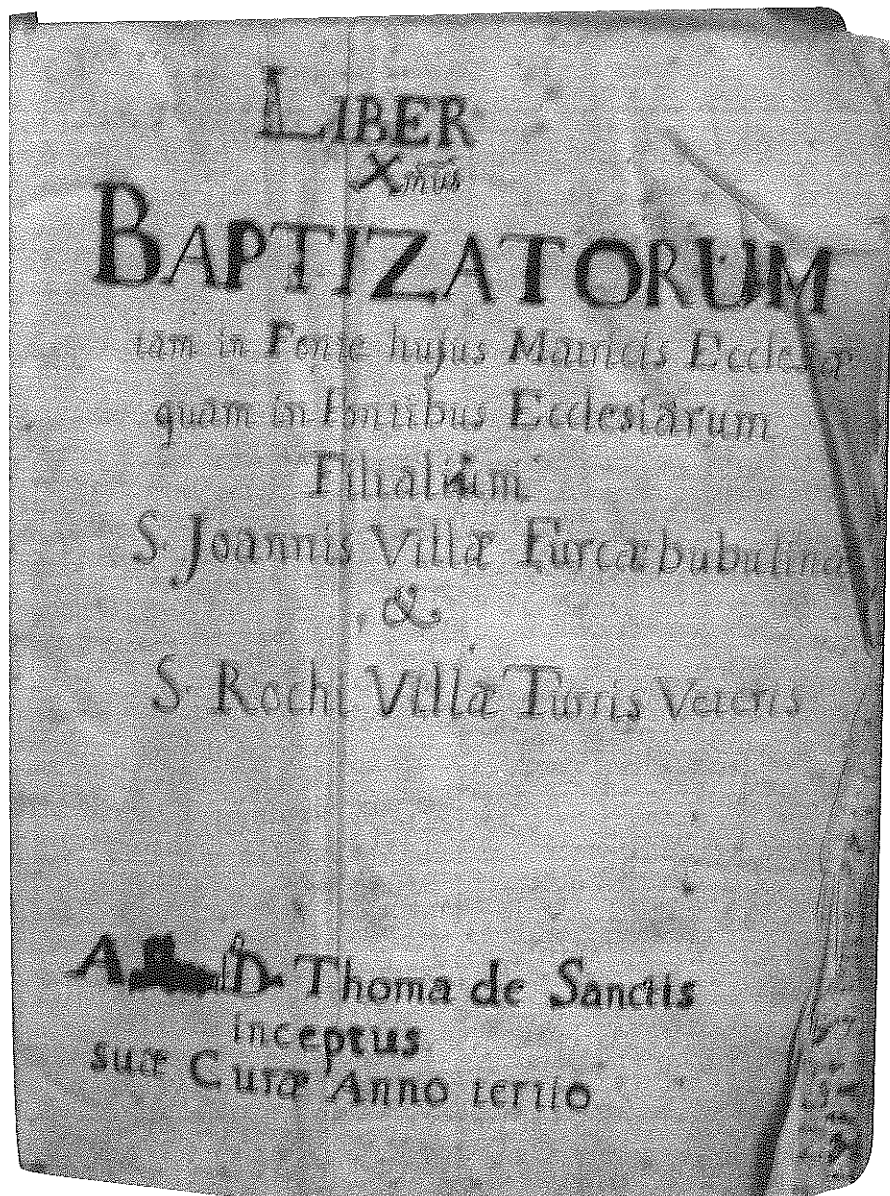 LIBER
Xmus
BAPTIZATORUM
tam in Fonte hujus Matricis Ecclesiæ
quam in Fontibus Ecclesiarum
Filialium
S. Joannis Villæ Furcæbubulinæ
&
S. Rochi Villæ Turris Veteris
A D. Thoma de Sanctis
inceptus
suæ Curæ Anno tertio